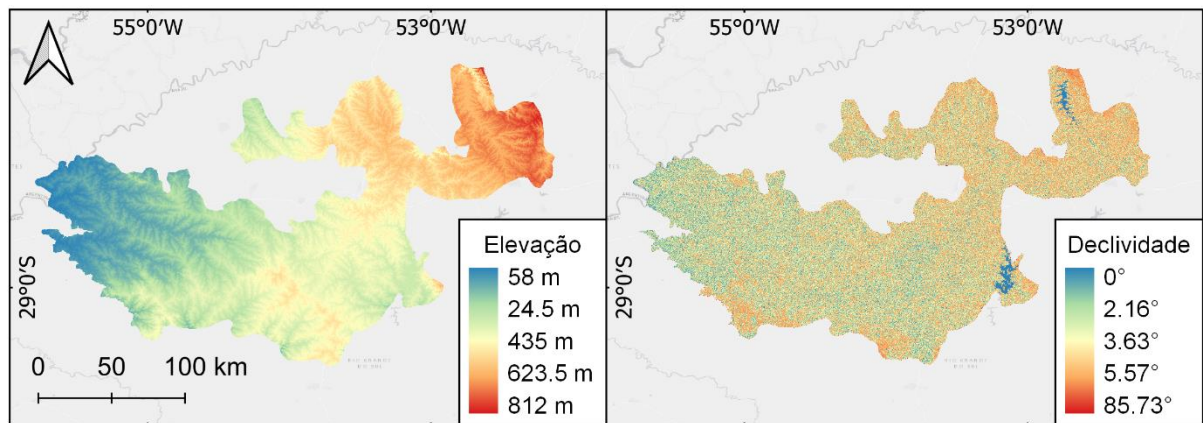 55°0'W
53°0'W
29°0'S
0 50 100 km
Elevação
58 m
24.5 m
435 m
623.5 m
812 m
55°0'W
53°0'W
29°0'S
Declividade
0°
2.16°
3.63°
5.57°
85.73°